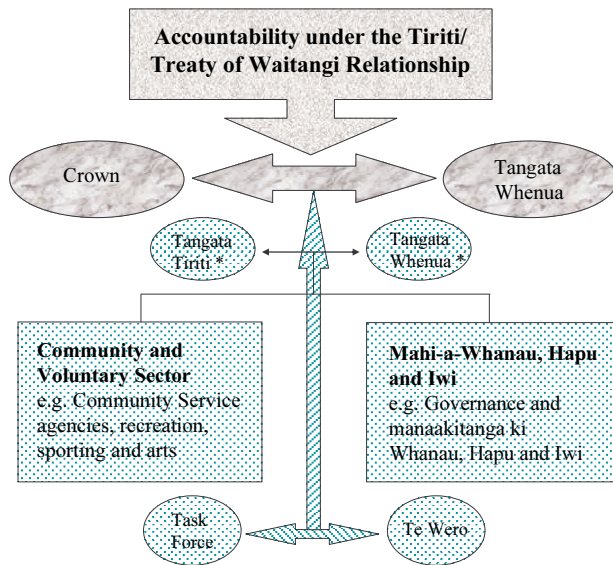 Accountability under the Tiriti/
Treaty of Waitangi Relationship
Crown
Tangata
Whenua
Tangata
Tiriti *
Tangata
Whenua *
Community and
Voluntary Sector
e.g. Community Service
agencies, recreation,
sporting and arts
Mahi-a-Whanau, Hapu
and Iwi
e.g. Governance and
manaakitanga ki
Whanau, Hapu and Iwi
Task
Force
Te Wero